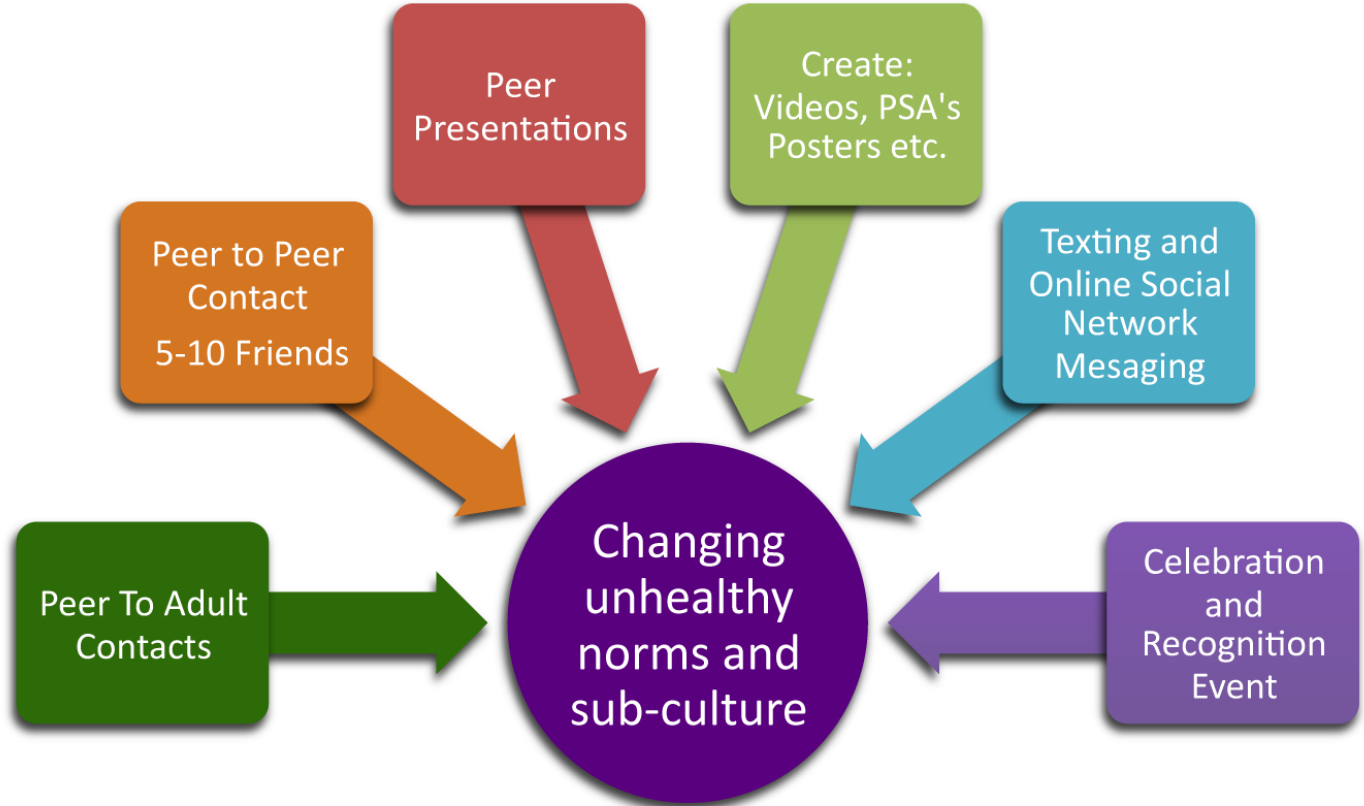 Peer
Presentations
Create:
Videos, PSA's
Posters etc.
Peer to Peer
Contact
5-10 Friends
Texting and
Online Social
Network
Mesaging
Peer To Adult
Contacts
Changing
unhealthy
norms and
sub-culture
Celebration
and
Recognition
Event